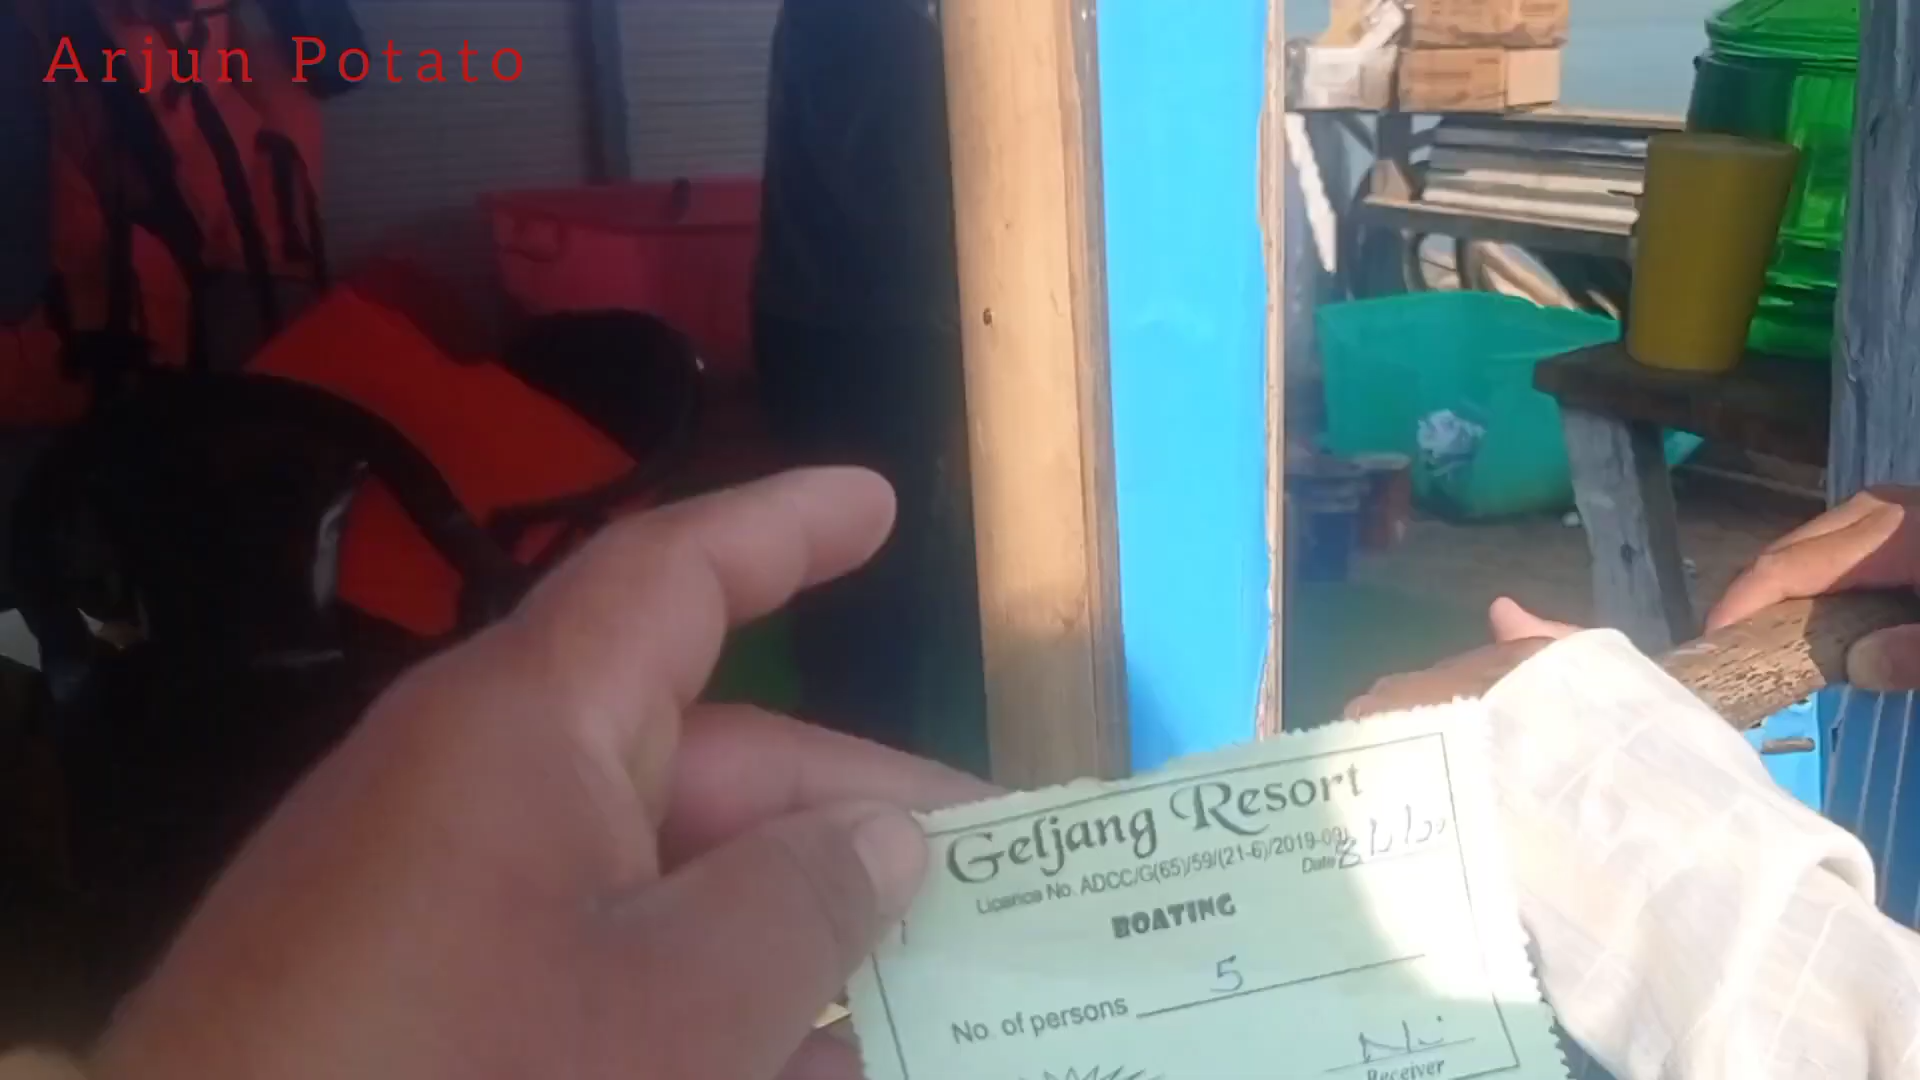 Arjun Potato
Geljang Resort
Licence No. ADCC/G(65)/59/(21-6)/2019-09
Date
BOATING
No. of persons 5
Receiver